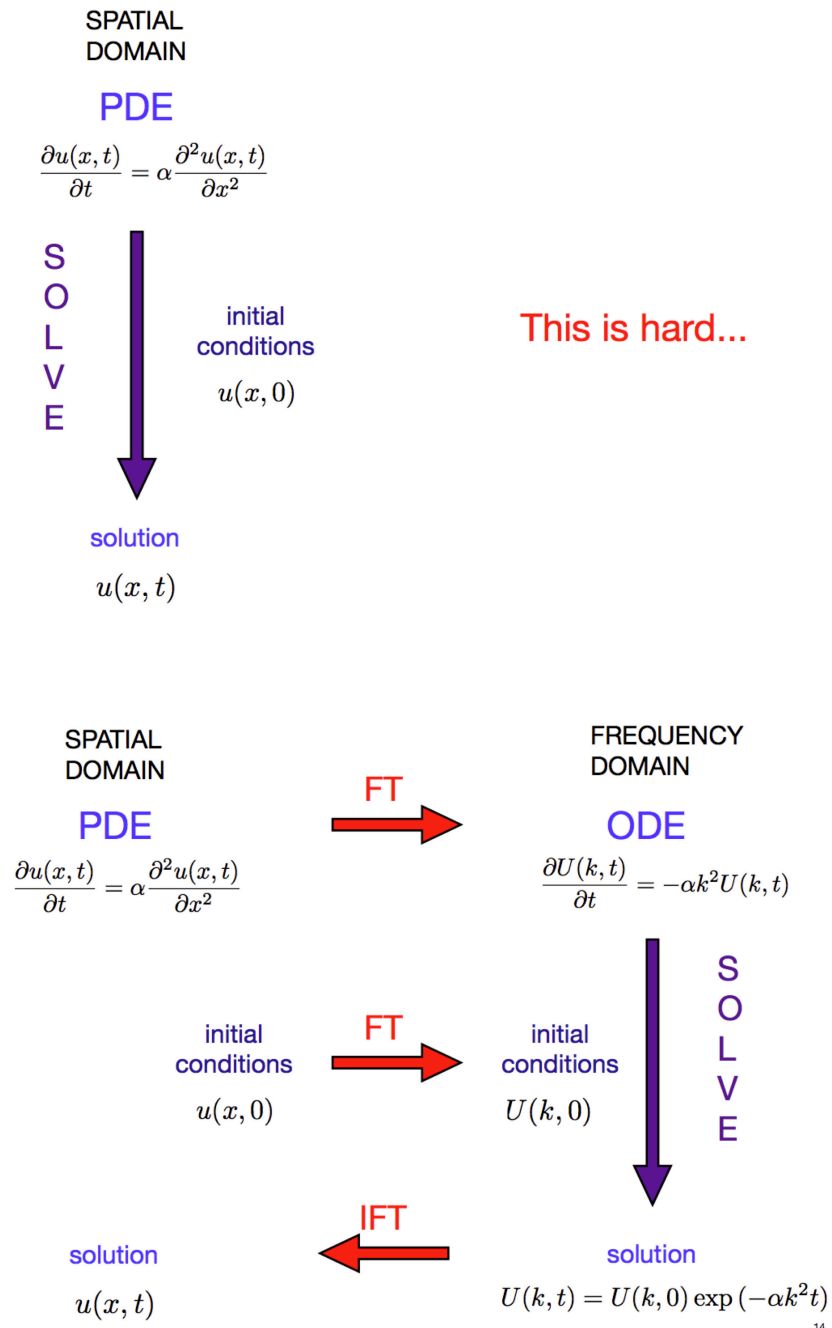 SPATIAL
DOMAIN
PDE
∂u(x, t)/∂t = α ∂²u(x, t)/∂x²
S
O
L
V
E
initial
conditions
u(x, 0)
This is hard...
solution
u(x, t)
SPATIAL
DOMAIN
FREQUENCY
DOMAIN
FT
PDE
ODE
∂u(x, t)/∂t = α ∂²u(x, t)/∂x²
∂U(k, t)/∂t = −αk²U(k, t)
S
O
L
V
E
initial
conditions
u(x, 0)
FT
initial
conditions
U(k, 0)
IFT
solution
u(x, t)
solution
U(k, t) = U(k, 0) exp (−αk²t)
14